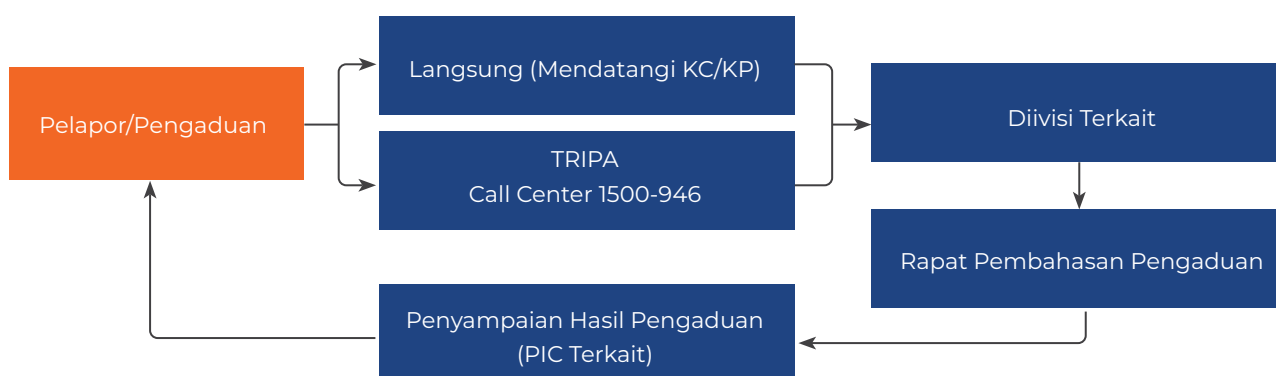 Pelapor/Pengaduan
Langsung (Mendatangi KC/KP)
TRIPA
Call Center 1500-946
Diivisi Terkait
Rapat Pembahasan Pengaduan
Penyampaian Hasil Pengaduan
(PIC Terkait)